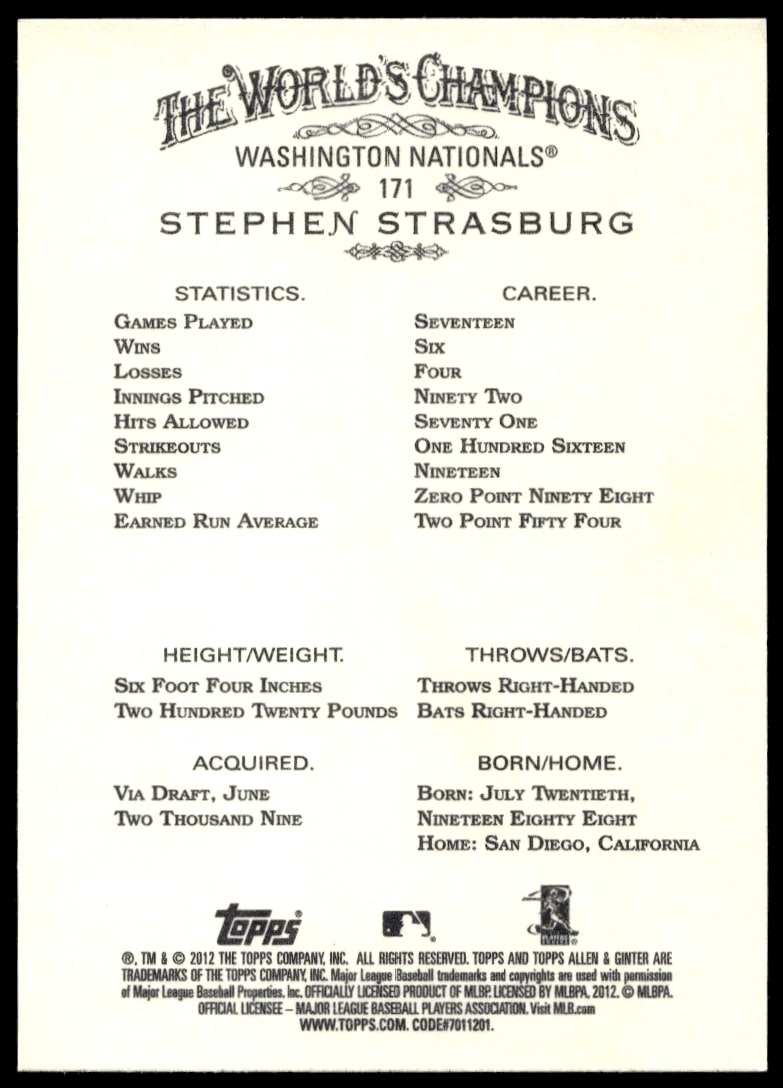 THE WORLD'S CHAMPIONS
WASHINGTON NATIONALS®
171
STEPHEN STRASBURG
STATISTICS. CAREER.
GAMES PLAYED SEVENTEEN
WINS SIX
LOSSES FOUR
INNINGS PITCHED NINETY TWO
HITS ALLOWED SEVENTY ONE
STRIKEOUTS ONE HUNDRED SIXTEEN
WALKS NINETEEN
WHIP ZERO POINT NINETY EIGHT
EARNED RUN AVERAGE TWO POINT FIFTY FOUR
HEIGHT/WEIGHT. THROWS/BATS.
SIX FOOT FOUR INCHES THROWS RIGHT-HANDED
TWO HUNDRED TWENTY POUNDS BATS RIGHT-HANDED
ACQUIRED. BORN/HOME.
VIA DRAFT, JUNE BORN: JULY TWENTIETH,
TWO THOUSAND NINE NINETEEN EIGHTY EIGHT
HOME: SAN DIEGO, CALIFORNIA
Topps®
®, TM & © 2012 THE TOPPS COMPANY, INC. ALL RIGHTS RESERVED. TOPPS AND TOPPS ALLEN & GINTER ARE
TRADEMARKS OF THE TOPPS COMPANY, INC. Major League Baseball trademarks and copyrights are used with permission
of Major League Baseball Properties, Inc. OFFICIALLY LICENSED PRODUCT OF MLBP. LICENSED BY MLBPA, 2012. © MLBPA.
OFFICIAL LICENSEE – MAJOR LEAGUE BASEBALL PLAYERS ASSOCIATION. Visit MLB.com
WWW.TOPPS.COM. CODE#7011201.